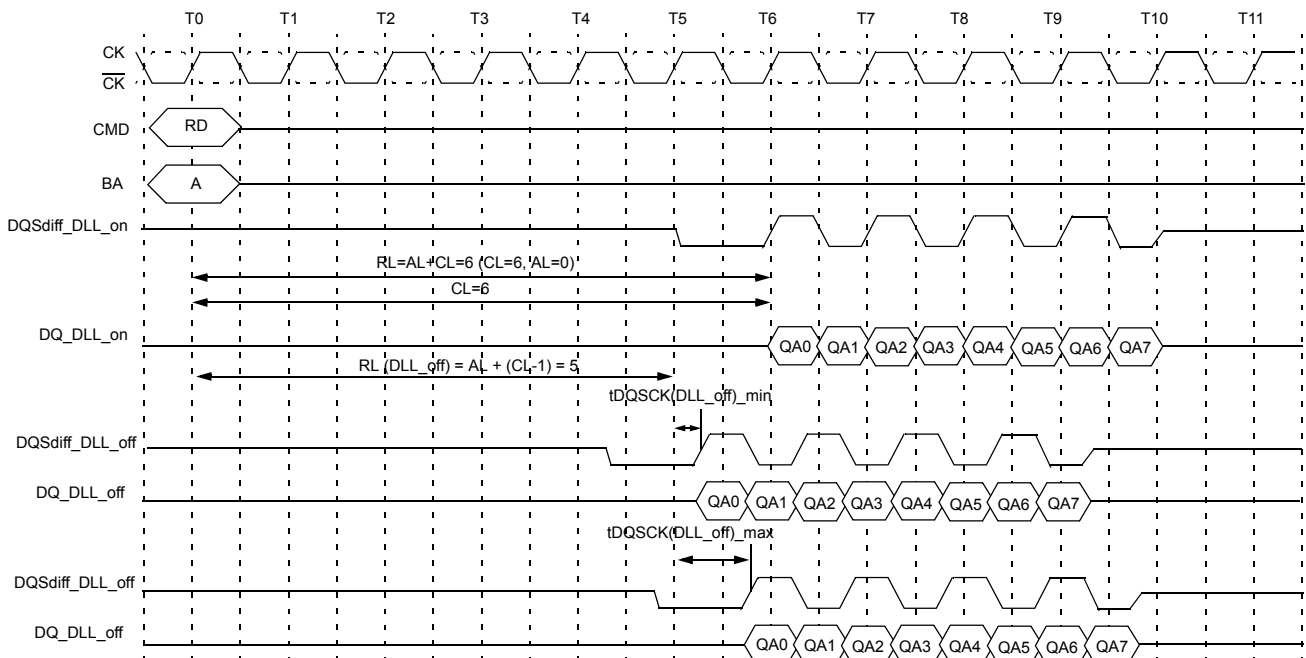 T0 T1 T2 T3 T4 T5 T6 T7 T8 T9 T10 T11
CK
CK
CMD RD
BA A
DQSdiff_DLL_on
RL=AL+CL=6 (CL=6, AL=0)
CL=6
DQ_DLL_on QA0 QA1 QA2 QA3 QA4 QA5 QA6 QA7
RL (DLL_off) = AL + (CL-1) = 5
tDQSCK(DLL_off)_min
DQSdiff_DLL_off
DQ_DLL_off QA0 QA1 QA2 QA3 QA4 QA5 QA6 QA7
tDQSCK(DLL_off)_max
DQSdiff_DLL_off
DQ_DLL_off QA0 QA1 QA2 QA3 QA4 QA5 QA6 QA7